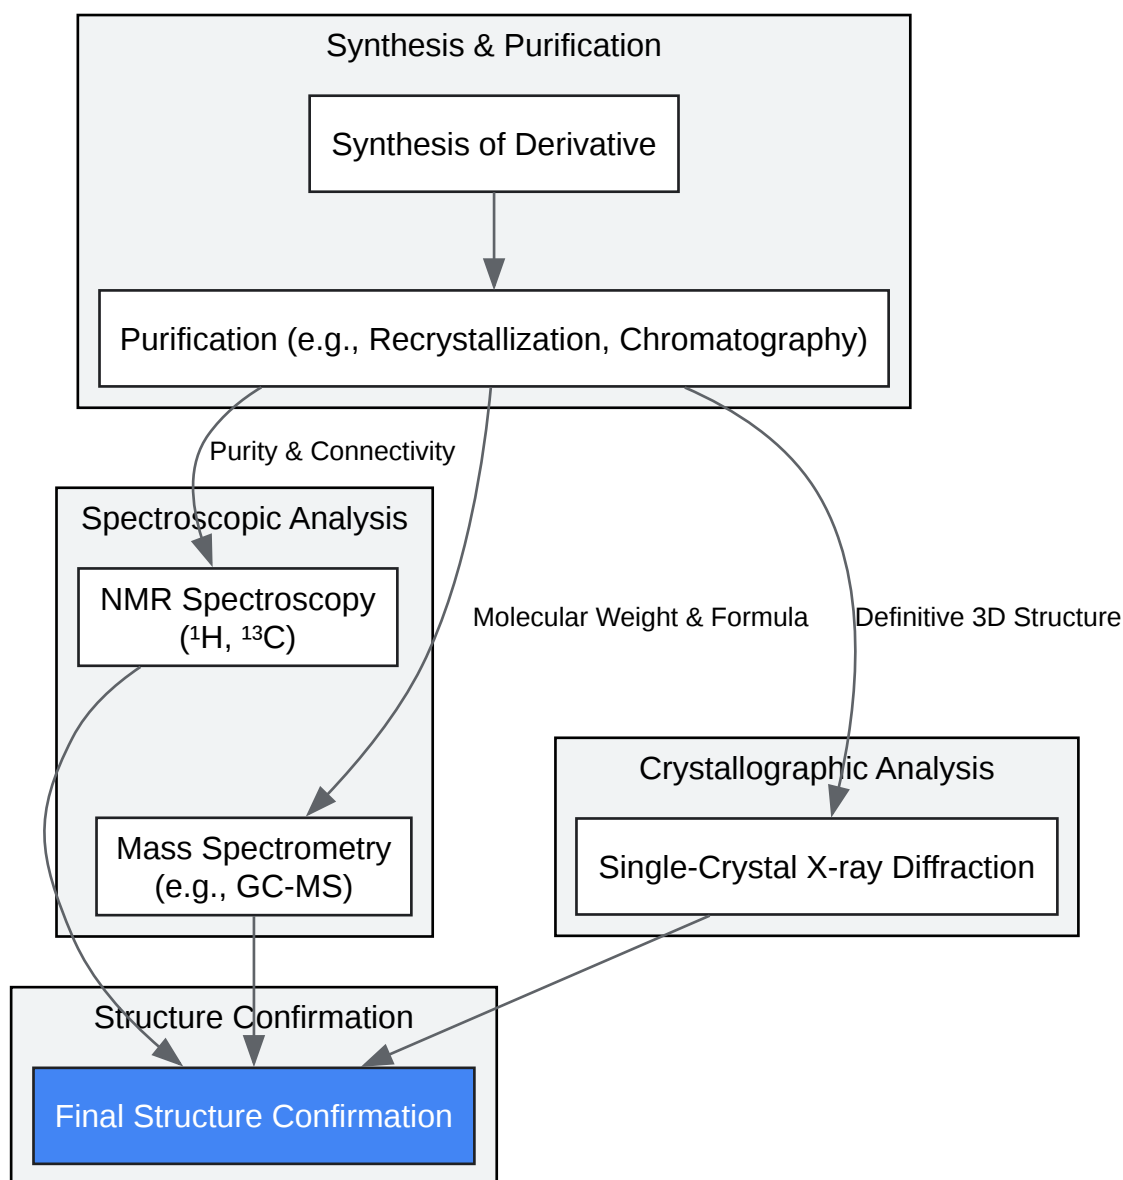 Synthesis & Purification
Synthesis of Derivative
Purification (e.g., Recrystallization, Chromatography)
Purity & Connectivity
Spectroscopic Analysis
NMR Spectroscopy
(¹H, ¹³C)
Molecular Weight & Formula
Definitive 3D Structure
Crystallographic Analysis
Mass Spectrometry
(e.g., GC-MS)
Single-Crystal X-ray Diffraction
Structure Confirmation
Final Structure Confirmation